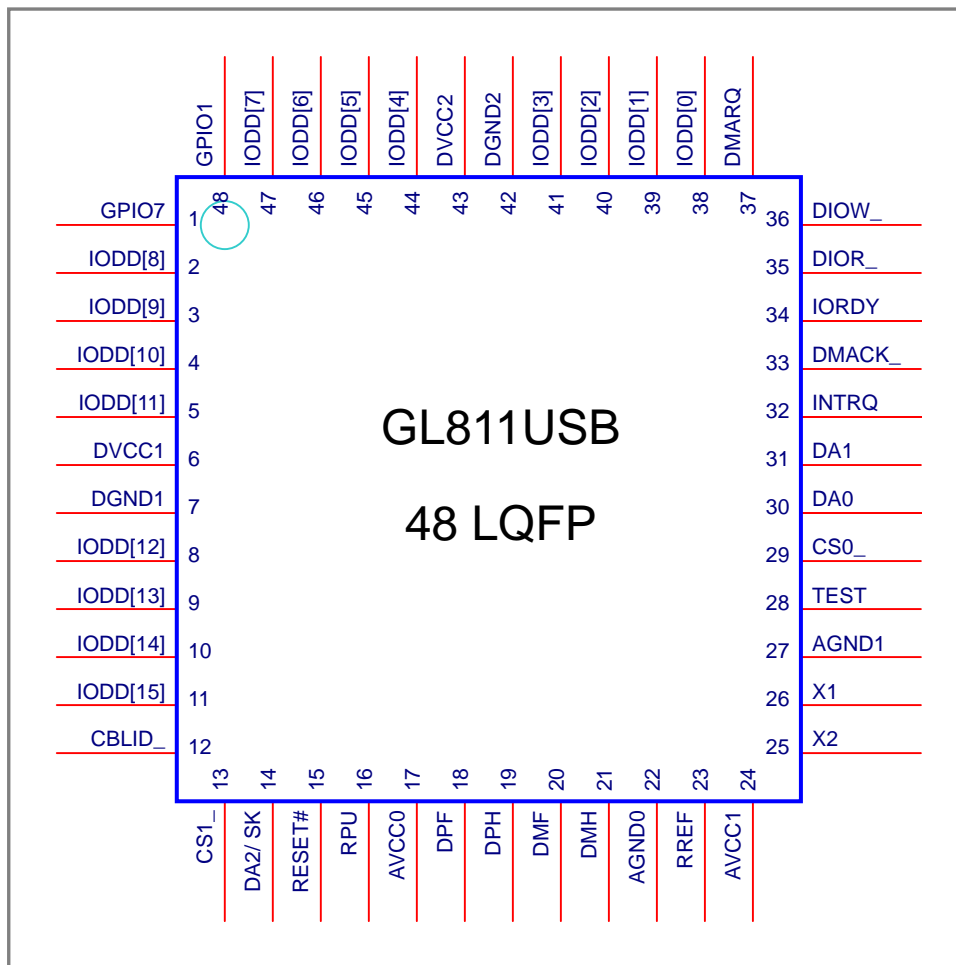 GPIO1
IODD[7]
IODD[6]
IODD[5]
IODD[4]
DVCC2
DGND2
IODD[3]
IODD[2]
IODD[1]
IODD[0]
DMARQ
48
47
46
45
44
43
42
41
40
39
38
37
GPIO7 1
IODD[8] 2
IODD[9] 3
IODD[10] 4
IODD[11] 5
DVCC1 6
DGND1 7
IODD[12] 8
IODD[13] 9
IODD[14] 10
IODD[15] 11
CBLID_ 12
GL811USB
48 LQFP
36 DIOW_
35 DIOR_
34 IORDY
33 DMACK_
32 INTRQ
31 DA1
30 DA0
29 CS0_
28 TEST
27 AGND1
26 X1
25 X2
13
14
15
16
17
18
19
20
21
22
23
24
CS1_
DA2/ SK
RESET#
RPU
AVCC0
DPF
DPH
DMF
DMH
AGND0
RREF
AVCC1